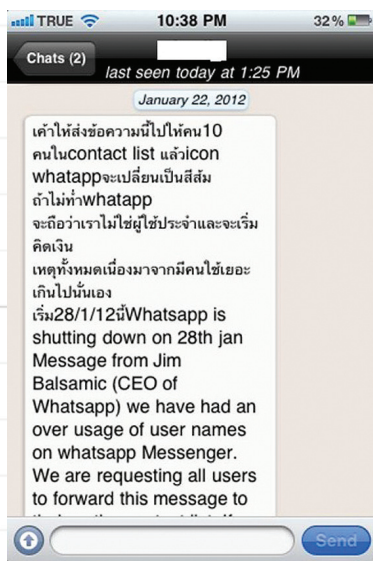 TRUE 10:38 PM 32%
Chats (2)
last seen today at 1:25 PM
January 22, 2012
เค้าให้ส่งข้อความนี้ไปให้คน10
คนในcontact list แล้วicon
whatappจะเปลี่ยนเป็นสีส้ม
ถ้าไม่ทำwhatapp
จะถือว่าเราไม่ใช่ผู้ใช้ประจำและจะเริ่ม
คิดเงิน
เหตุทั้งหมดเนื่องมาจากมีคนใช้เยอะ
เกินไปนั่นเอง
เริ่ม28/1/12นี้Whatsapp is
shutting down on 28th jan
Message from Jim
Balsamic (CEO of
Whatsapp) we have had an
over usage of user names
on whatsapp Messenger.
We are requesting all users
to forward this message to
Send